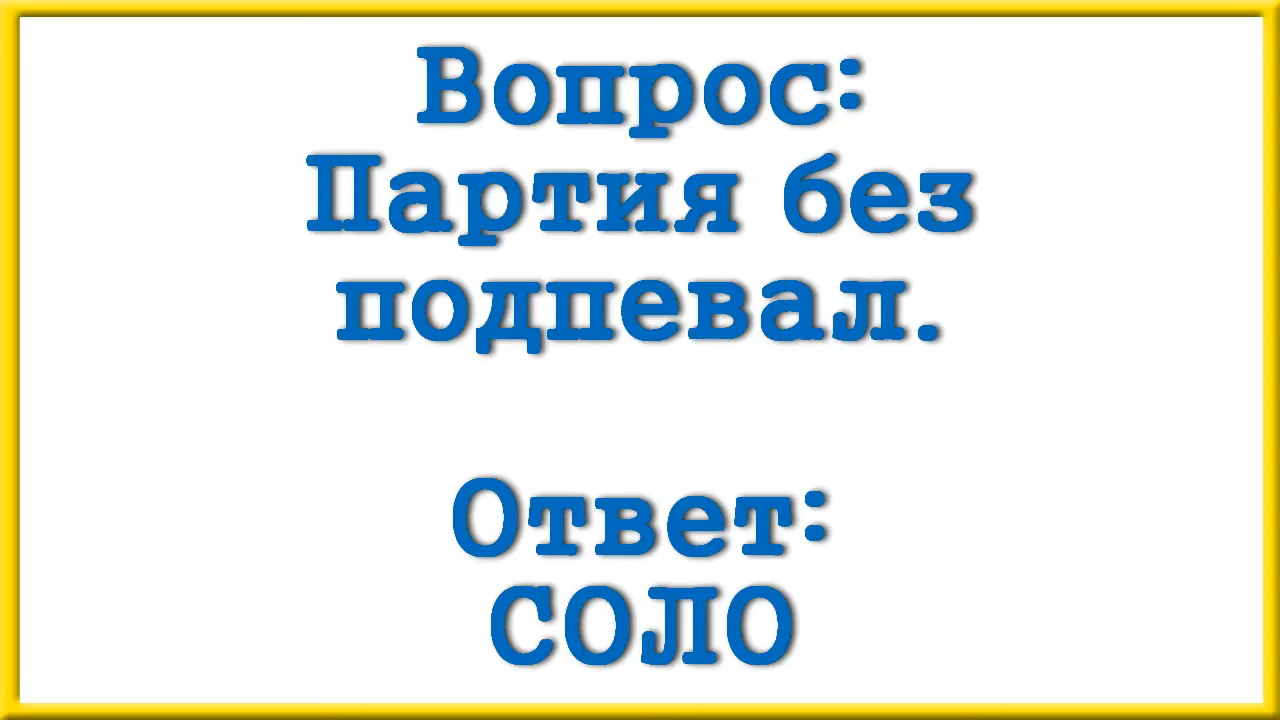 Вопрос:
Партия без
подпевал.
Ответ:
СОЛО